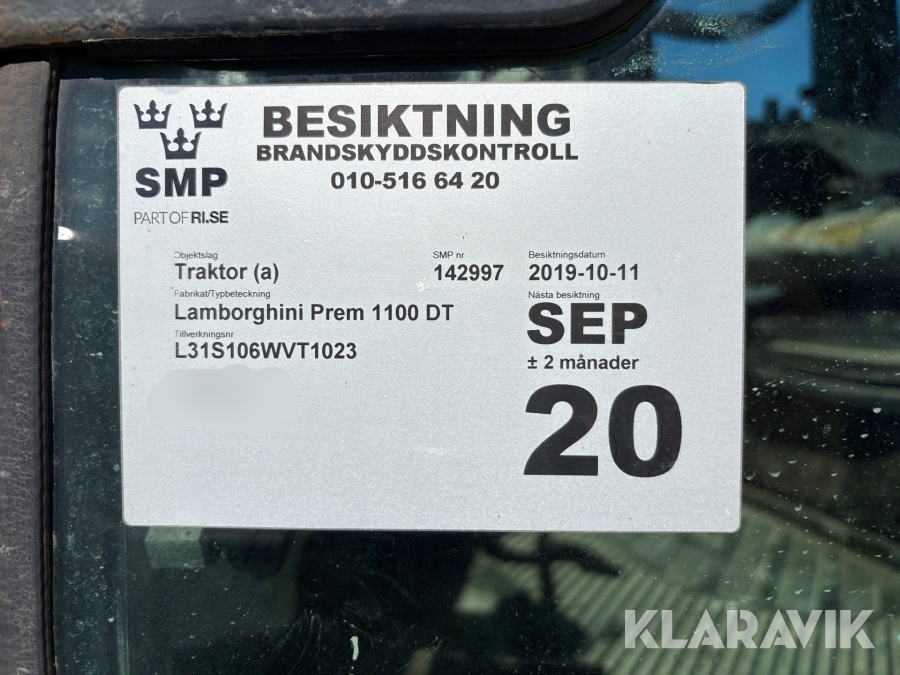 SMP
PART OF RI.SE
BESIKTNING
BRANDSKYDDSKONTROLL
010-516 64 20
Objektslag
Traktor (a)
SMP nr
142997
Besiktningsdatum
2019-10-11
Fabrikat/Typbeteckning
Lamborghini Prem 1100 DT
Nästa besiktning
SEP
± 2 månader
20
Tillverkningsnr
L31S106WVT1023
KLARAVIK